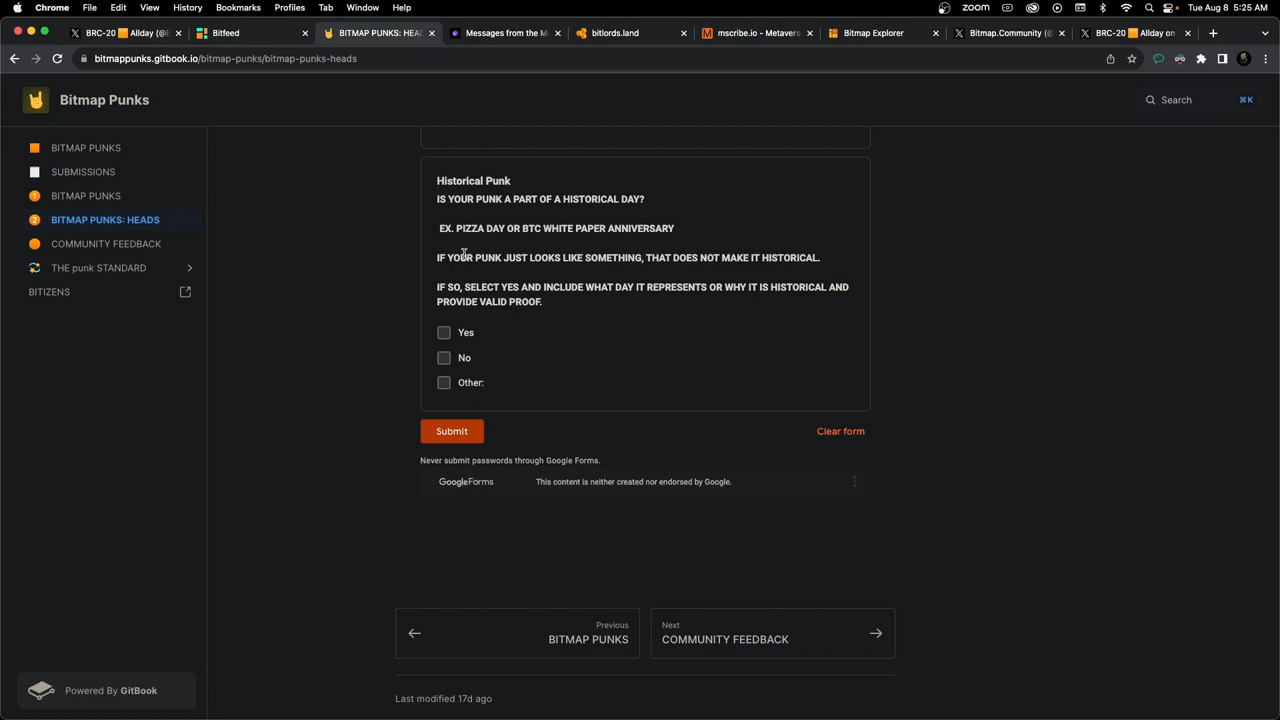 Chrome File Edit View History Bookmarks Profiles Tab Window Help zoom Tue Aug 8 5:25 AM
BRC-20 🟧 Allday (@E Bitfeed BITMAP PUNKS: HEAD Messages from the M bitlords.land mscribe.io - Metavers Bitmap Explorer Bitmap.Community (@ BRC-20 🟧 Allday on
bitmappunks.gitbook.io/bitmap-punks/bitmap-punks-heads
Bitmap Punks
Search ⌘K
BITMAP PUNKS
SUBMISSIONS
1 BITMAP PUNKS
2 BITMAP PUNKS: HEADS
COMMUNITY FEEDBACK
THE punk STANDARD
BITIZENS
Historical Punk
IS YOUR PUNK A PART OF A HISTORICAL DAY?
EX. PIZZA DAY OR BTC WHITE PAPER ANNIVERSARY
IF YOUR PUNK JUST LOOKS LIKE SOMETHING, THAT DOES NOT MAKE IT HISTORICAL.
IF SO, SELECT YES AND INCLUDE WHAT DAY IT REPRESENTS OR WHY IT IS HISTORICAL AND
PROVIDE VALID PROOF.
Yes
No
Other:
Submit Clear form
Never submit passwords through Google Forms.
GoogleForms This content is neither created nor endorsed by Google.
Previous
BITMAP PUNKS
Next
COMMUNITY FEEDBACK
Powered By GitBook
Last modified 17d ago